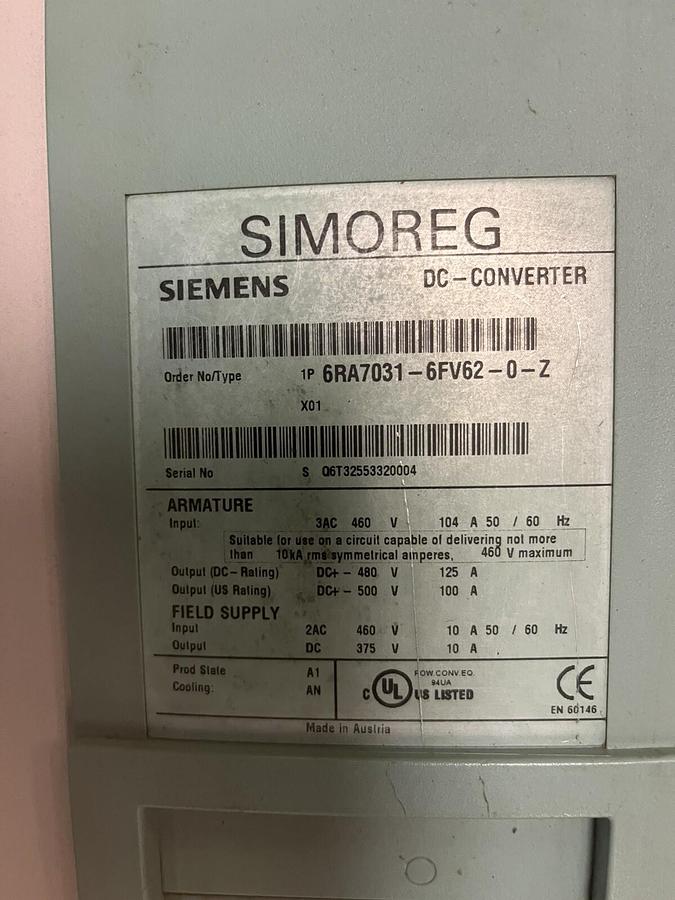 SIMOREG
SIEMENS DC-CONVERTER
Order No/Type 1P 6RA7031-6FV62-0-Z
X01
Serial No S Q6T32553320004
ARMATURE
Input: 3AC 460 V 104 A 50 / 60 Hz
Suitable for use on a circuit capable of delivering not more
than 10kA rms symmetrical amperes, 460 V maximum
Output (DC-Rating) DC+- 480 V 125 A
Output (US Rating) DC+- 500 V 100 A
FIELD SUPPLY
Input 2AC 460 V 10 A 50 / 60 Hz
Output DC 375 V 10 A
Prod State A1
Cooling: AN
POW.CONV.EQ.
94UA
C UL US LISTED
CE
EN 60146
Made in Austria